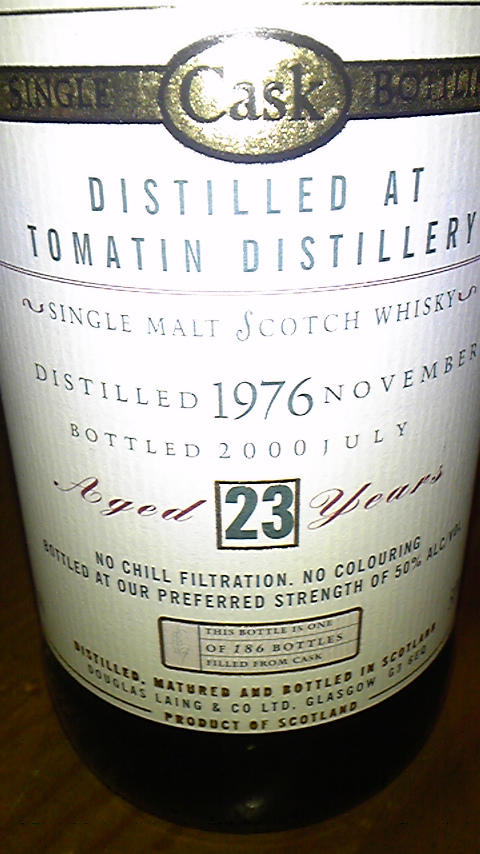 SINGLE Cask BOTTLI
DISTILLED AT
TOMATIN DISTILLERY
SINGLE MALT SCOTCH WHISKY
DISTILLED 1976 NOVEMBER
BOTTLED 2000 JULY
Aged 23 Years
NO CHILL FILTRATION. NO COLOURING
BOTTLED AT OUR PREFERRED STRENGTH OF 50% ALC/VOL
THIS BOTTLE IS ONE
OF 186 BOTTLES
FILLED FROM CASK
DISTILLED, MATURED AND BOTTLED IN SCOTLAND
DOUGLAS LAING & CO LTD, GLASGOW G3 6EQ
PRODUCT OF SCOTLAND